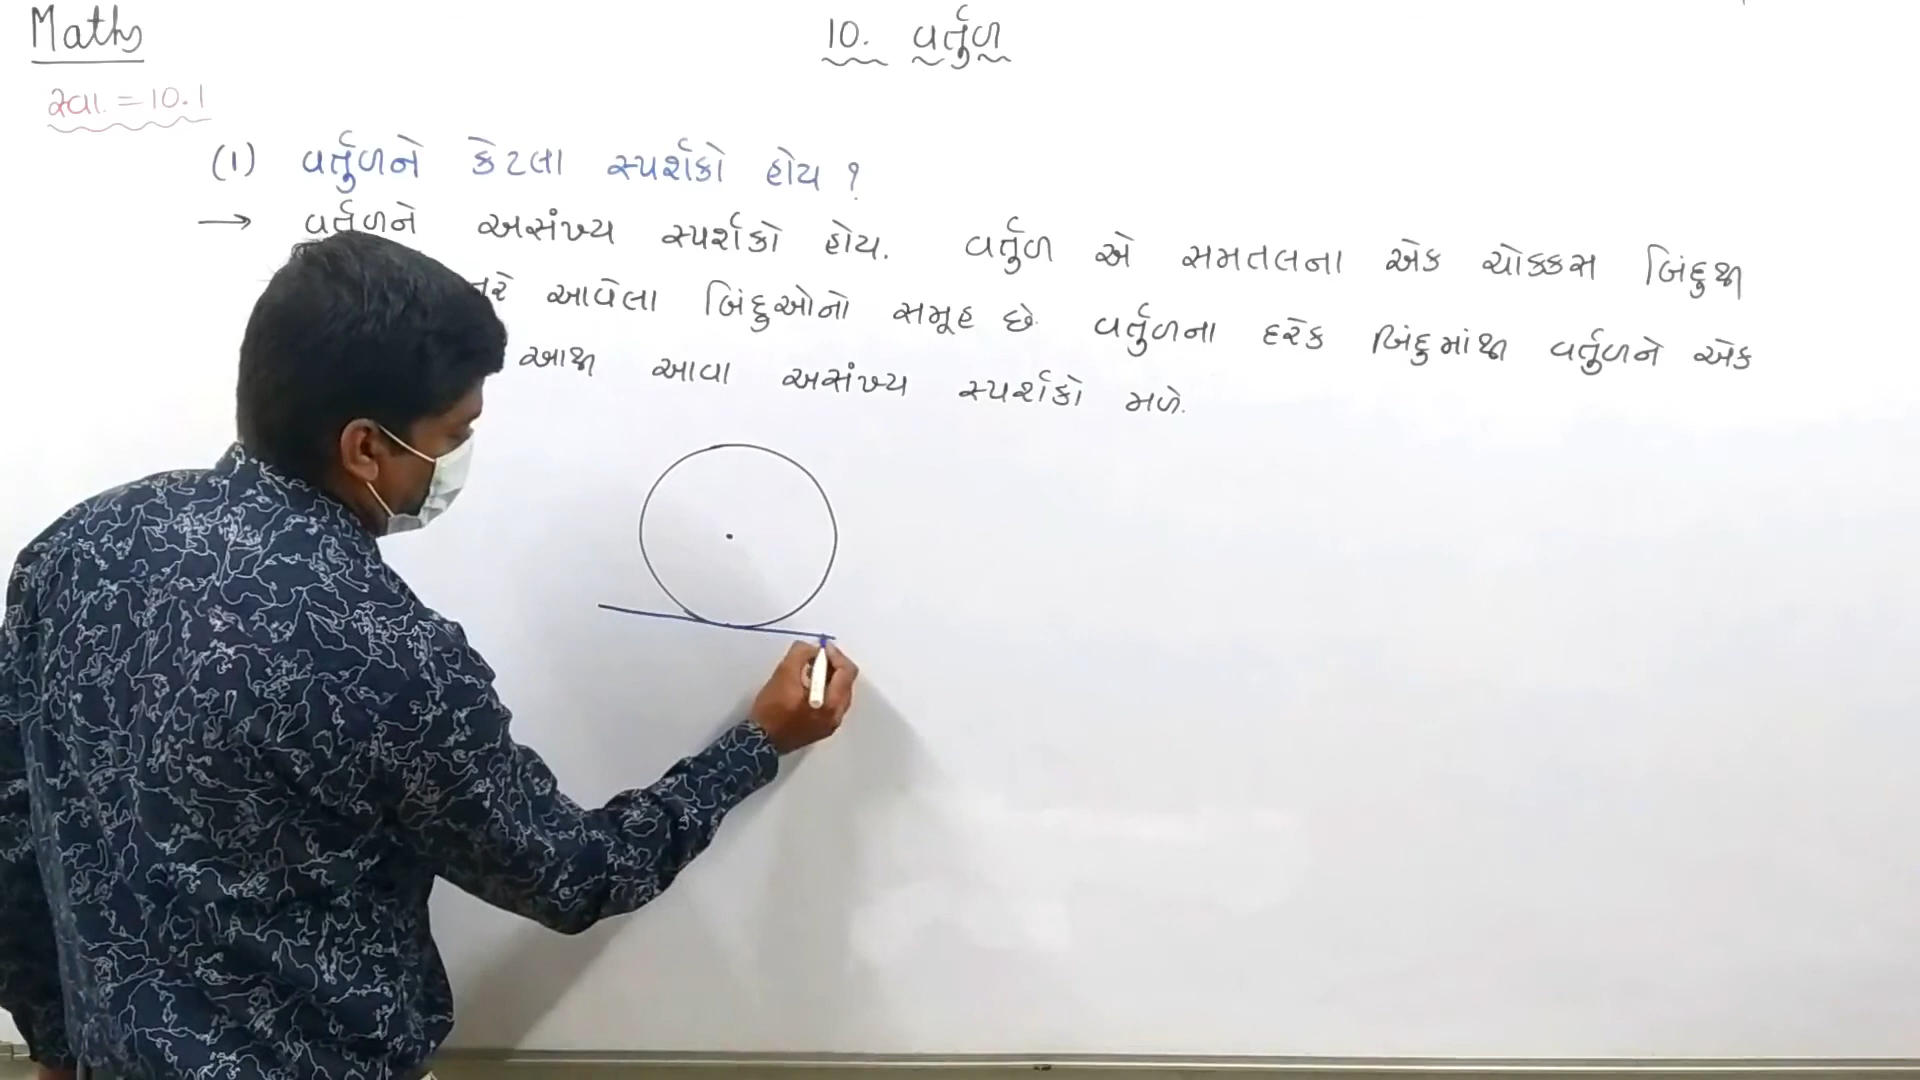 Maths
10. વર્તુળ
સ્વા. = 10.1
(1) વર્તુળને કેટલા સ્પર્શકો હોય ?
→ વર્તુળને અસંખ્ય સ્પર્શકો હોય. વર્તુળ એ સમતલના એક ચોક્કસ બિંદુથી
આવેલા બિંદુઓનો સમૂહ છે. વર્તુળના દરેક બિંદુમાંથી વર્તુળને એક
આથી આવા અસંખ્ય સ્પર્શકો મળે.